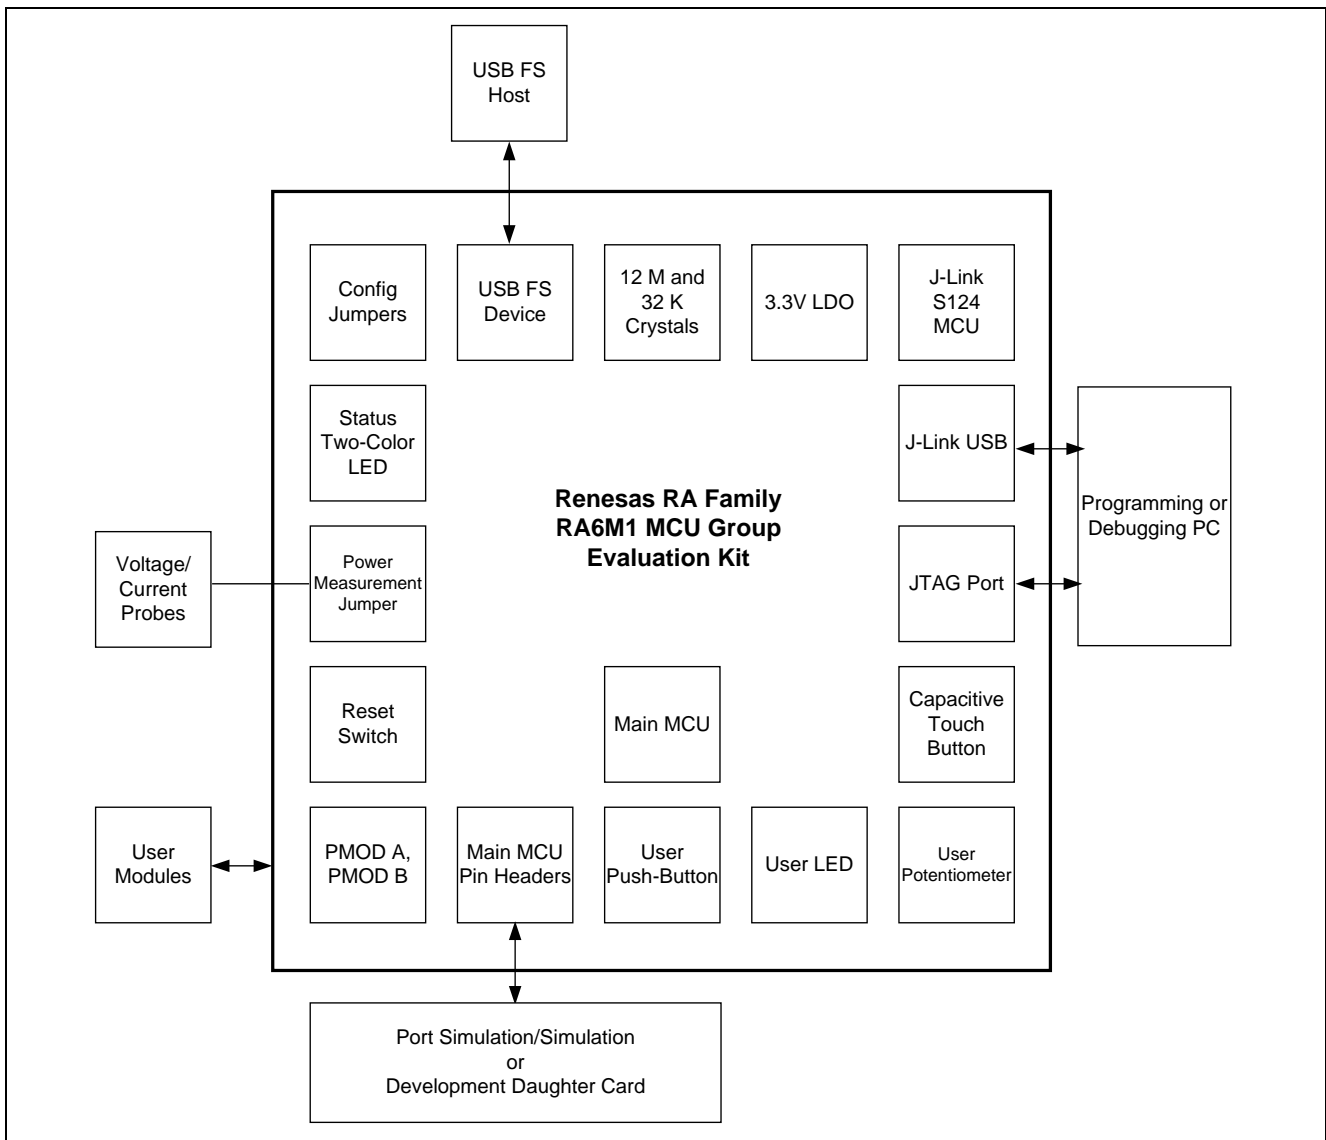 USB FS
Host
Config
Jumpers
USB FS
Device
12 M and
32 K
Crystals
3.3V LDO
J-Link
S124
MCU
Status
Two-Color
LED
J-Link USB
Renesas RA Family
RA6M1 MCU Group
Evaluation Kit
Programming or
Debugging PC
Voltage/
Current
Probes
Power
Measurement
Jumper
JTAG Port
Reset
Switch
Main MCU
Capacitive
Touch
Button
User
Modules
PMOD A,
PMOD B
Main MCU
Pin Headers
User
Push-Button
User LED
User
Potentiometer
Port Simulation/Simulation
or
Development Daughter Card